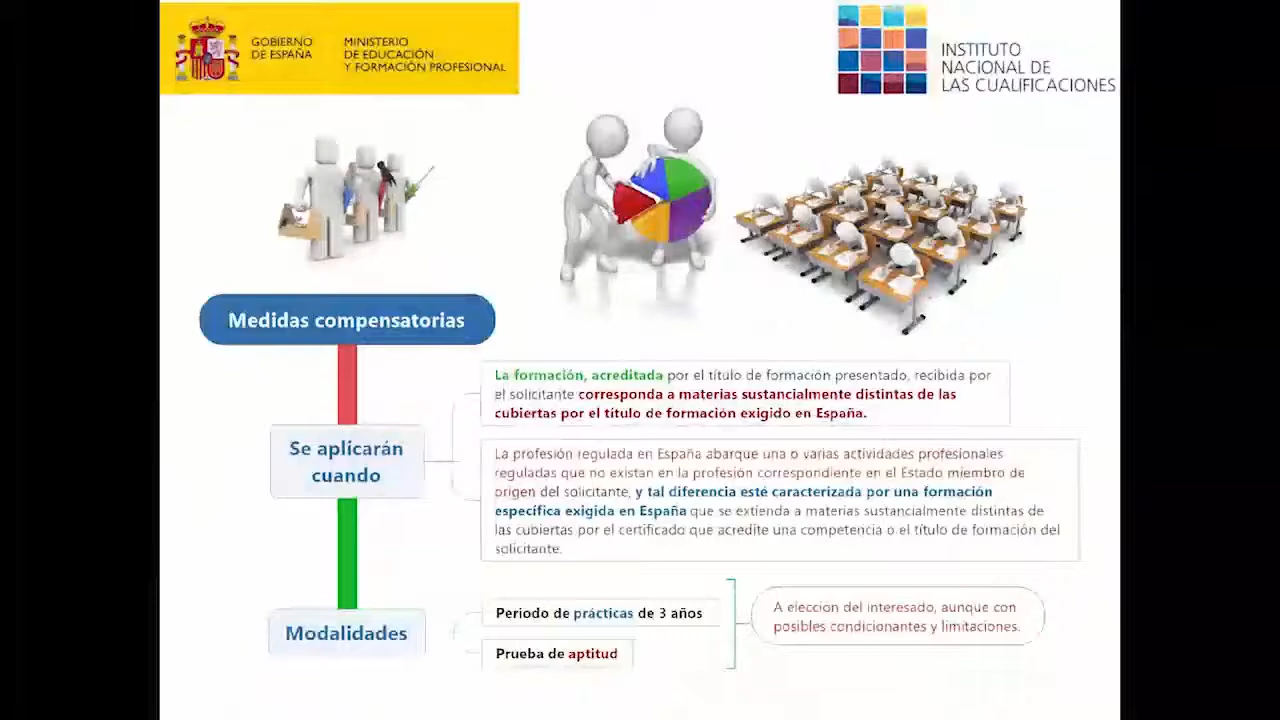 GOBIERNO
DE ESPAÑA
MINISTERIO
DE EDUCACIÓN
Y FORMACIÓN PROFESIONAL
INSTITUTO
NACIONAL DE
LAS CUALIFICACIONES
Medidas compensatorias
Se aplicarán
cuando
La formación, acreditada por el título de formación presentado, recibida por
el solicitante corresponda a materias sustancialmente distintas de las
cubiertas por el título de formación exigido en España.
La profesión regulada en España abarque una o varias actividades profesionales
reguladas que no existan en la profesión correspondiente en el Estado miembro de
origen del solicitante, y tal diferencia esté caracterizada por una formación
específica exigida en España que se extienda a materias sustancialmente distintas de
las cubiertas por el certificado que acredite una competencia o el título de formación del
solicitante.
Modalidades
Periodo de prácticas de 3 años
Prueba de aptitud
A elección del interesado, aunque con
posibles condicionantes y limitaciones.